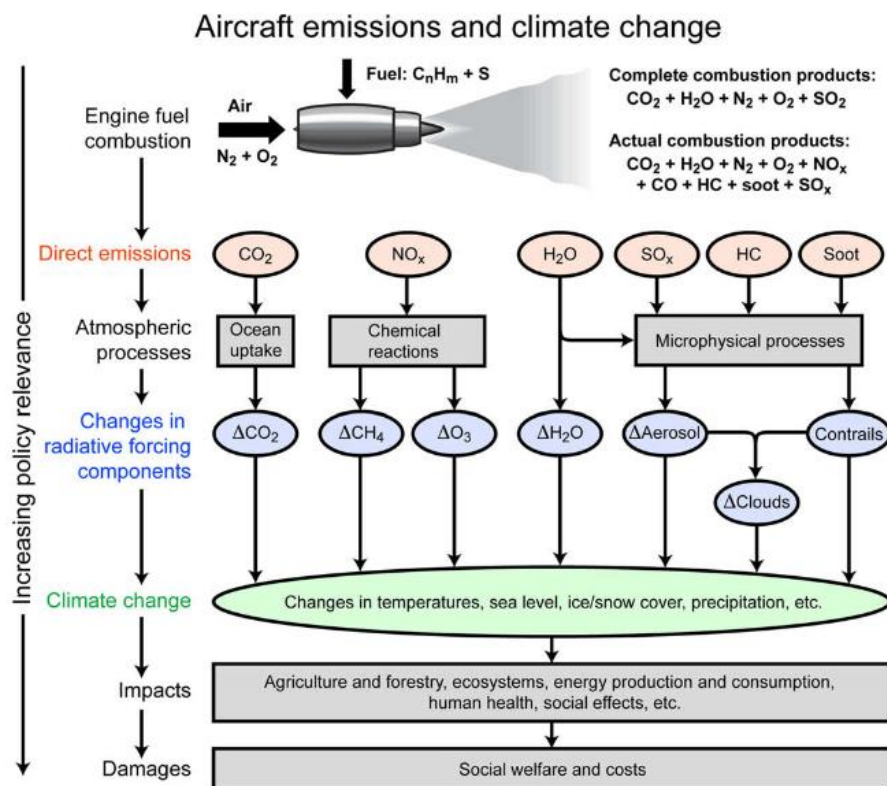 Aircraft emissions and climate change
Increasing policy relevance
Fuel: CₙHₘ + S
Air
N₂ + O₂
Complete combustion products:
CO₂ + H₂O + N₂ + O₂ + SO₂
Actual combustion products:
CO₂ + H₂O + N₂ + O₂ + NOₓ
+ CO + HC + soot + SOₓ
Engine fuel
combustion
Direct emissions
CO₂
NOₓ
H₂O
SOₓ
HC
Soot
Atmospheric
processes
Ocean
uptake
Chemical
reactions
Microphysical processes
Changes in
radiative forcing
components
ΔCO₂
ΔCH₄
ΔO₃
ΔH₂O
ΔAerosol
Contrails
ΔClouds
Climate change
Changes in temperatures, sea level, ice/snow cover, precipitation, etc.
Impacts
Agriculture and forestry, ecosystems, energy production and consumption,
human health, social effects, etc.
Damages
Social welfare and costs